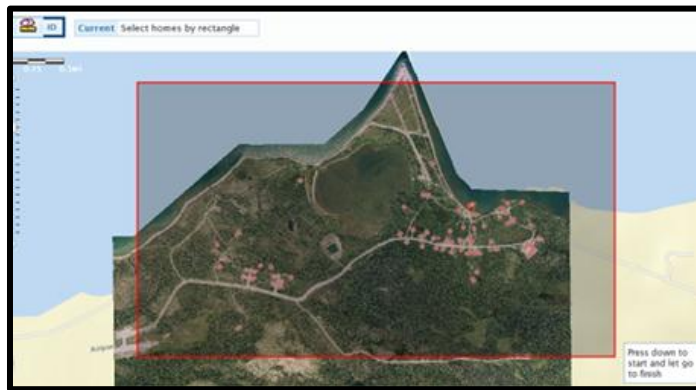 ID
Current Select homes by rectangle
Press down to
start and let go
to finish